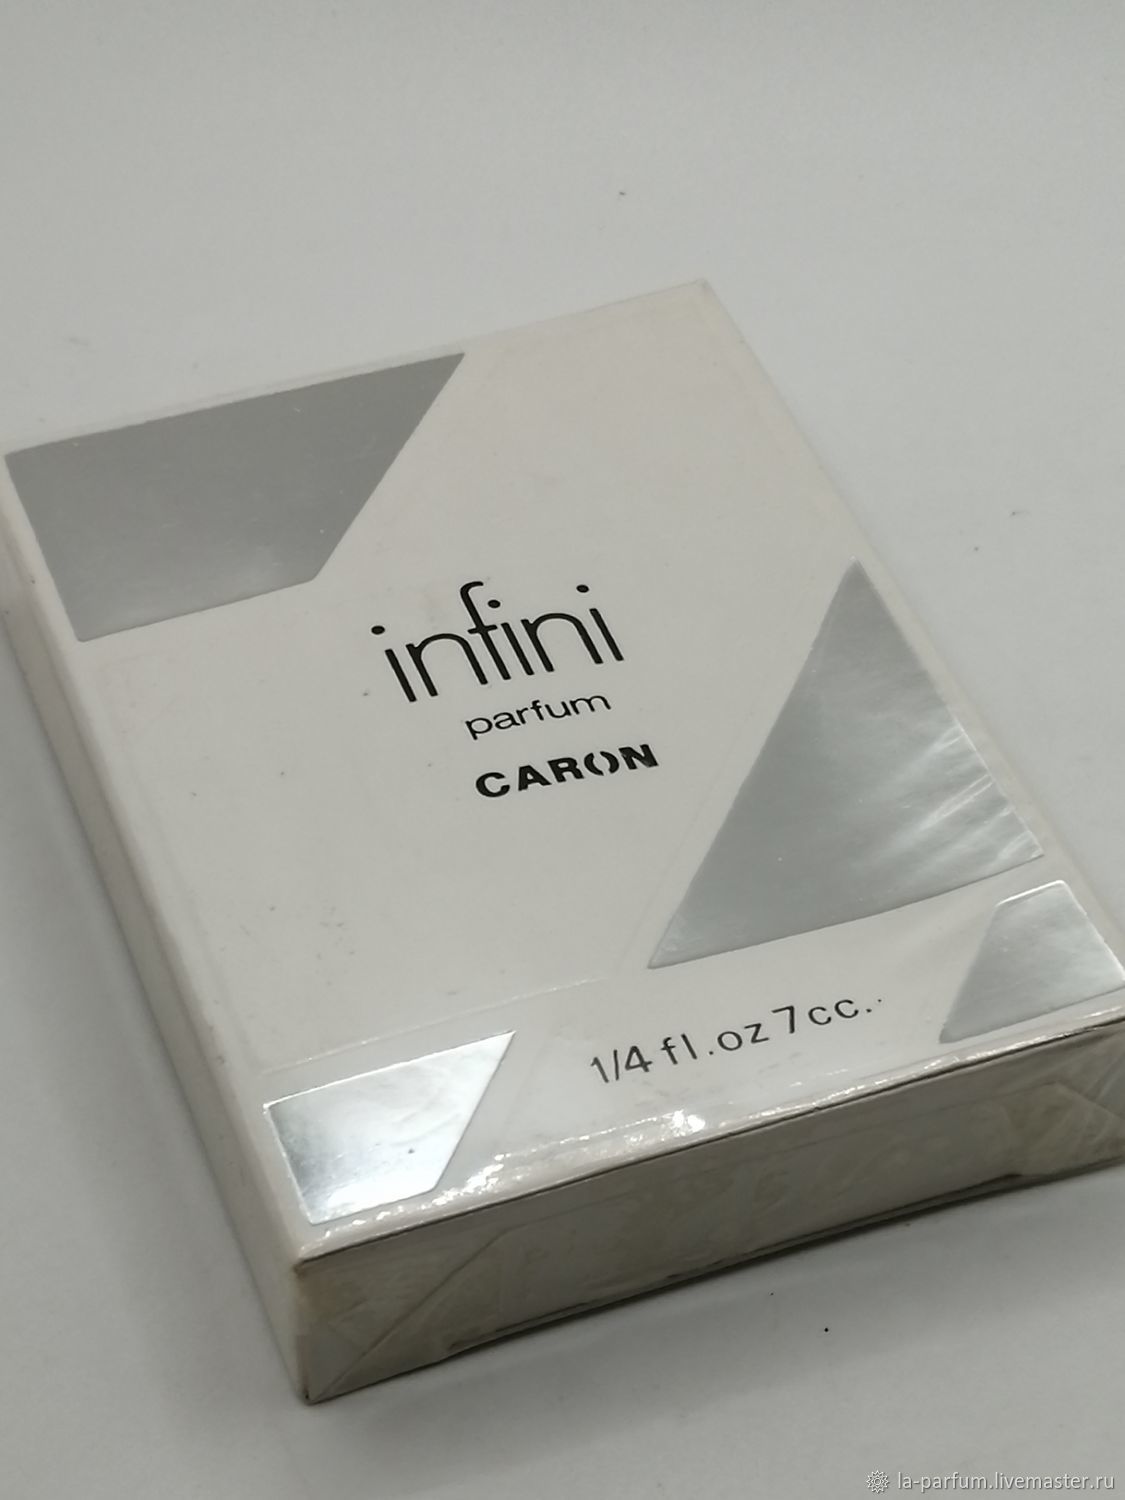 infini
parfum
CARON
1/4 fl.oz 7cc.
la-parfum.livemaster.ru